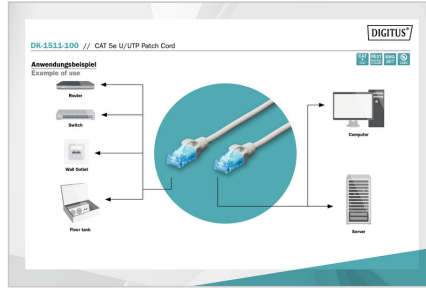 DIGITUS®
DK-1511-100 // CAT 5e U/UTP Patch Cord
Anwendungsbeispiel
Example of use
Router
Switch
Wall Outlet
Floor tank
Computer
Server